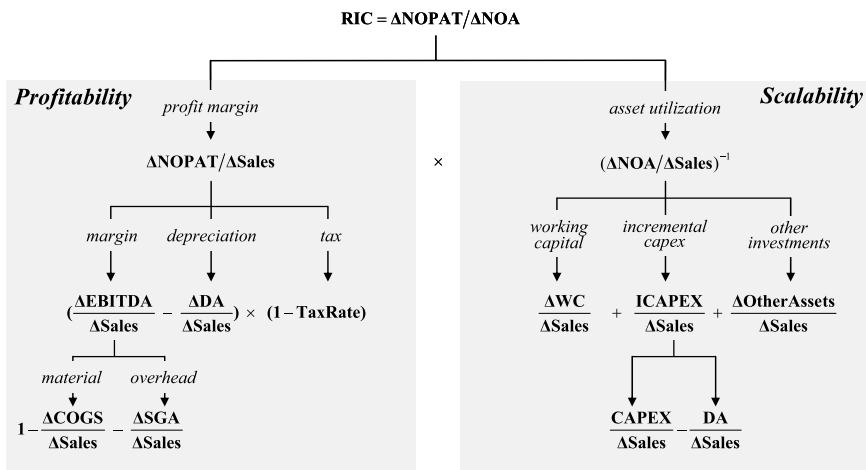 RIC = ΔNOPAT/ΔNOA
Profitability
Scalability
profit margin
asset utilization
ΔNOPAT/ΔSales
×
(ΔNOA/ΔSales)⁻¹
margin
depreciation
tax
working capital
incremental capex
other investments
(ΔEBITDA/ΔSales − ΔDA/ΔSales) × (1−TaxRate)
ΔWC/ΔSales + ICAPEX/ΔSales + ΔOtherAssets/ΔSales
material
overhead
1−ΔCOGS/ΔSales − ΔSGA/ΔSales
CAPEX/ΔSales − DA/ΔSales